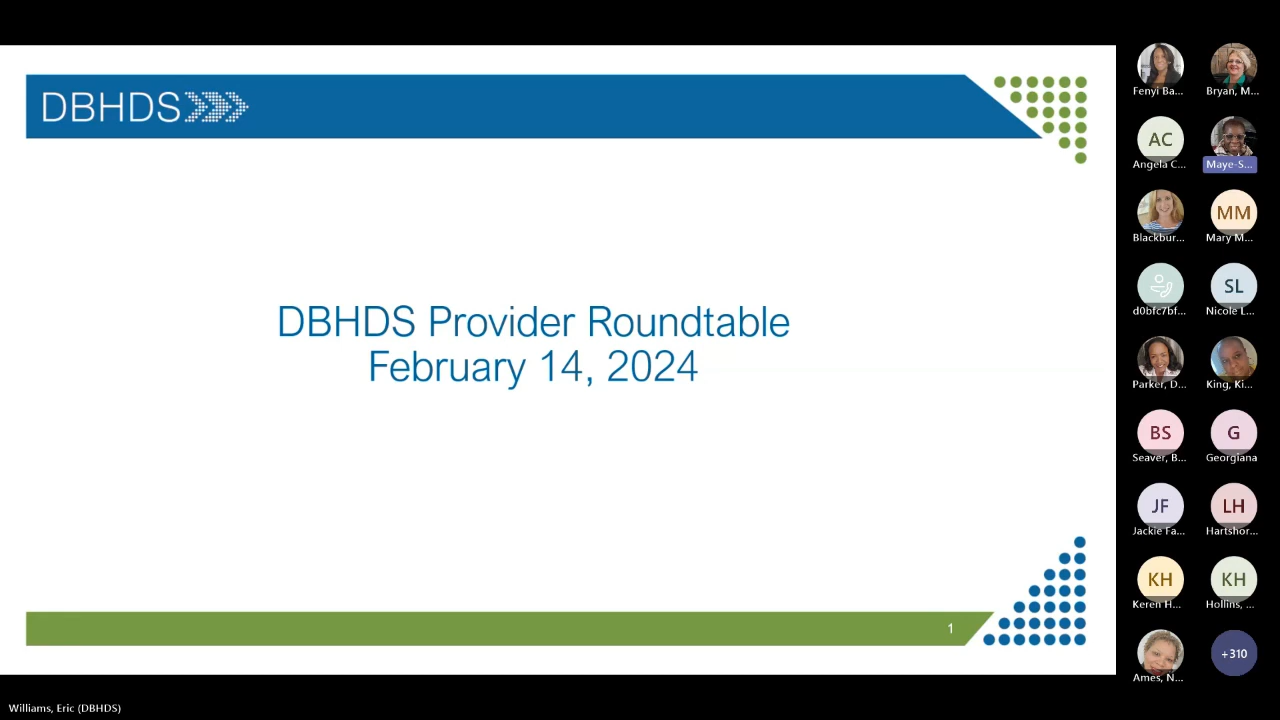 DBHDS
DBHDS Provider Roundtable
February 14, 2024
1
Fenyi Ba...
Bryan, M...
AC
Angela C...
Maye-S...
Blackbur...
MM
Mary M...
d0bfc7bf...
SL
Nicole L...
Parker, D...
King, Ki...
BS
Seaver, B...
G
Georgiana
JF
Jackie Fa...
LH
Hartshor...
KH
Keren H...
KH
Hollins, ...
Ames, N...
+310
Williams, Eric (DBHDS)